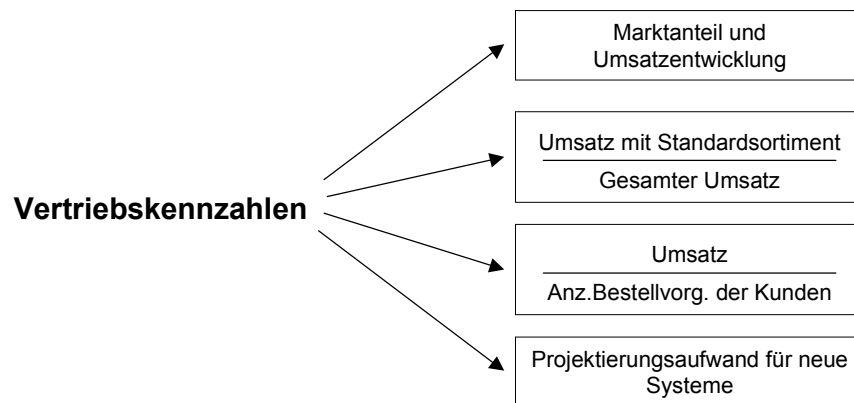 Marktanteil und
Umsatzentwicklung
Umsatz mit Standardsortiment
Gesamter Umsatz
Vertriebskennzahlen
Umsatz
Anz.Bestellvorg. der Kunden
Projektierungsaufwand für neue
Systeme